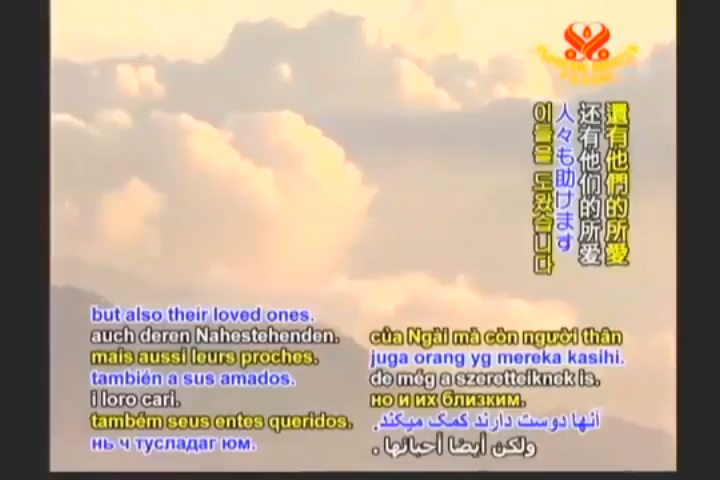 還有他們的所愛
还有他们的所爱
人々も助けます
이들을 도왔습니다
but also their loved ones.
auch deren Nahestehenden.
mais aussi leurs proches.
también a sus amados.
i loro cari.
também seus entes queridos.
нь ч тусладаг юм.
của Ngài mà còn người thân
juga orang yg mereka kasihi.
de még a szeretteiknek is.
но и их близким.
آنها دوست دارند کمک میکند.
ولكن أيضا أحبائها .